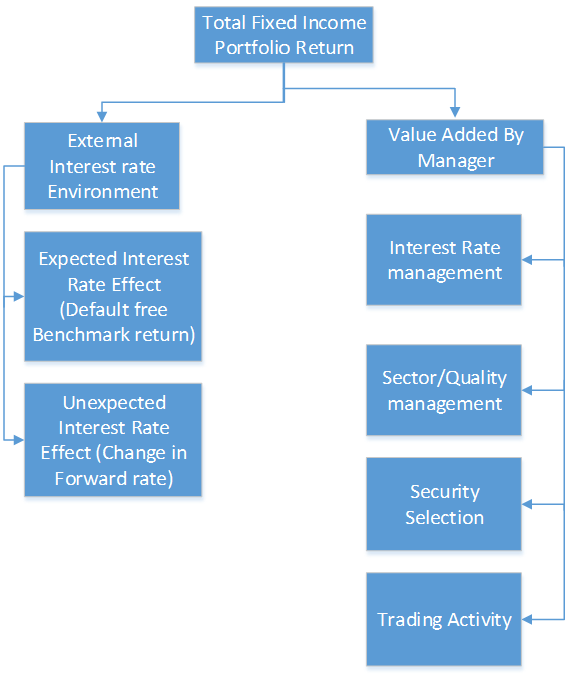 Total Fixed Income
Portfolio Return
External
Interest rate
Environment
Expected Interest
Rate Effect
(Default free
Benchmark return)
Unexpected
Interest Rate
Effect (Change in
Forward rate)
Value Added By
Manager
Interest Rate
management
Sector/Quality
management
Security
Selection
Trading Activity